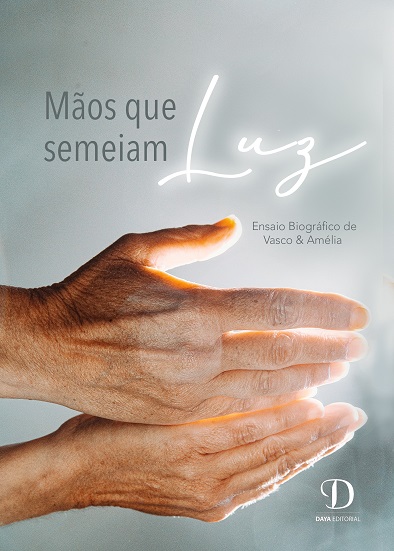 Mãos que
semeiam
Luz
Ensaio Biográfico de
Vasco & Amélia
D
DAYA EDITORIAL